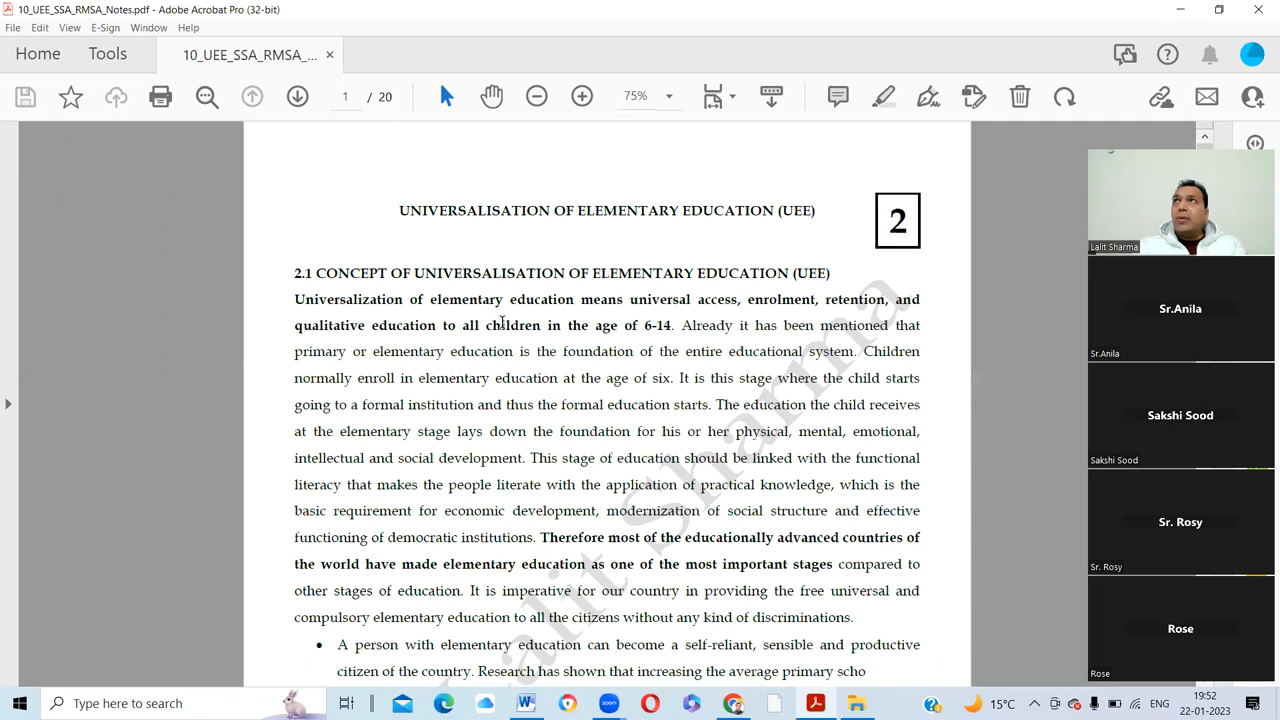 10_UEE_SSA_RMSA_Notes.pdf - Adobe Acrobat Pro (32-bit)
File Edit View E-Sign Window Help
Home Tools 10_UEE_SSA_RMSA_...
1 / 20 75%
UNIVERSALISATION OF ELEMENTARY EDUCATION (UEE)
2
2.1 CONCEPT OF UNIVERSALISATION OF ELEMENTARY EDUCATION (UEE)
Universalization of elementary education means universal access, enrolment, retention, and
qualitative education to all children in the age of 6-14. Already it has been mentioned that
primary or elementary education is the foundation of the entire educational system. Children
normally enroll in elementary education at the age of six. It is this stage where the child starts
going to a formal institution and thus the formal education starts. The education the child receives
at the elementary stage lays down the foundation for his or her physical, mental, emotional,
intellectual and social development. This stage of education should be linked with the functional
literacy that makes the people literate with the application of practical knowledge, which is the
basic requirement for economic development, modernization of social structure and effective
functioning of democratic institutions. Therefore most of the educationally advanced countries of
the world have made elementary education as one of the most important stages compared to
other stages of education. It is imperative for our country in providing the free universal and
compulsory elementary education to all the citizens without any kind of discriminations.
• A person with elementary education can become a self-reliant, sensible and productive
citizen of the country. Research has shown that increasing the average primary scho
Lalit Sharma
Lalit Sharma
Sr.Anila
Sr.Anila
Sakshi Sood
Sakshi Sood
Sr. Rosy
Sr. Rosy
Rose
Rose
Type here to search
zoom
15°C
ENG
19:52
22-01-2023